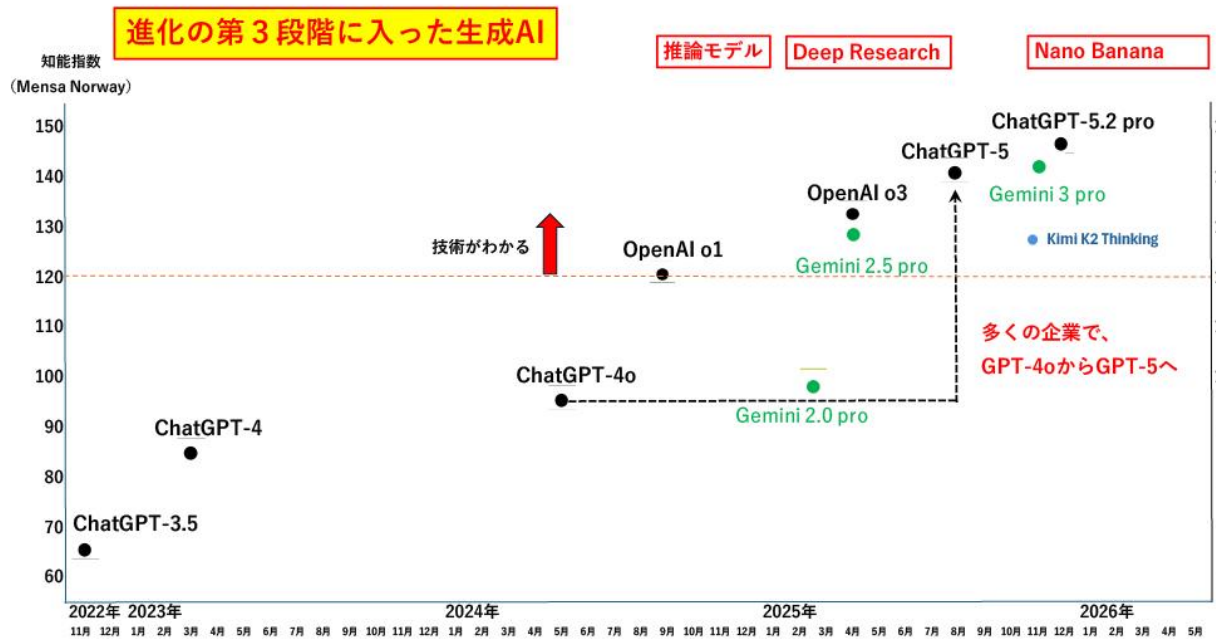 進化の第３段階に入った生成AI
知能指数
（Mensa Norway）
推論モデル
Deep Research
Nano Banana
150
140
130
120
110
100
90
80
70
60
ChatGPT-5.2 pro
ChatGPT-5
Gemini 3 pro
OpenAI o3
Kimi K2 Thinking
技術がわかる
OpenAI o1
Gemini 2.5 pro
多くの企業で、
GPT-4oからGPT-5へ
ChatGPT-4o
Gemini 2.0 pro
ChatGPT-4
ChatGPT-3.5
2022年 2023年 2024年 2025年 2026年
11月 12月 1月 2月 3月 4月 5月 6月 7月 8月 9月 10月 11月 12月 1月 2月 3月 4月 5月 6月 7月 8月 9月 10月 11月 12月 1月 2月 3月 4月 5月 6月 7月 8月 9月 10月 11月 12月 1月 2月 3月 4月 5月